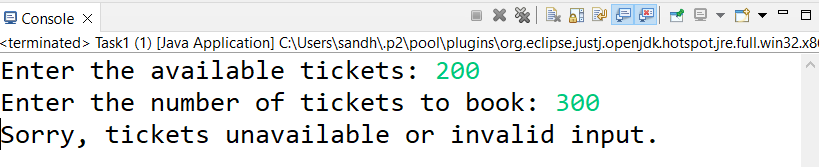 Console
<terminated> Task1 (1) [Java Application] C:\Users\sandh\.p2\pool\plugins\org.eclipse.justj.openjdk.hotspot.jre.full.win32.x86
Enter the available tickets: 200
Enter the number of tickets to book: 300
Sorry, tickets unavailable or invalid input.